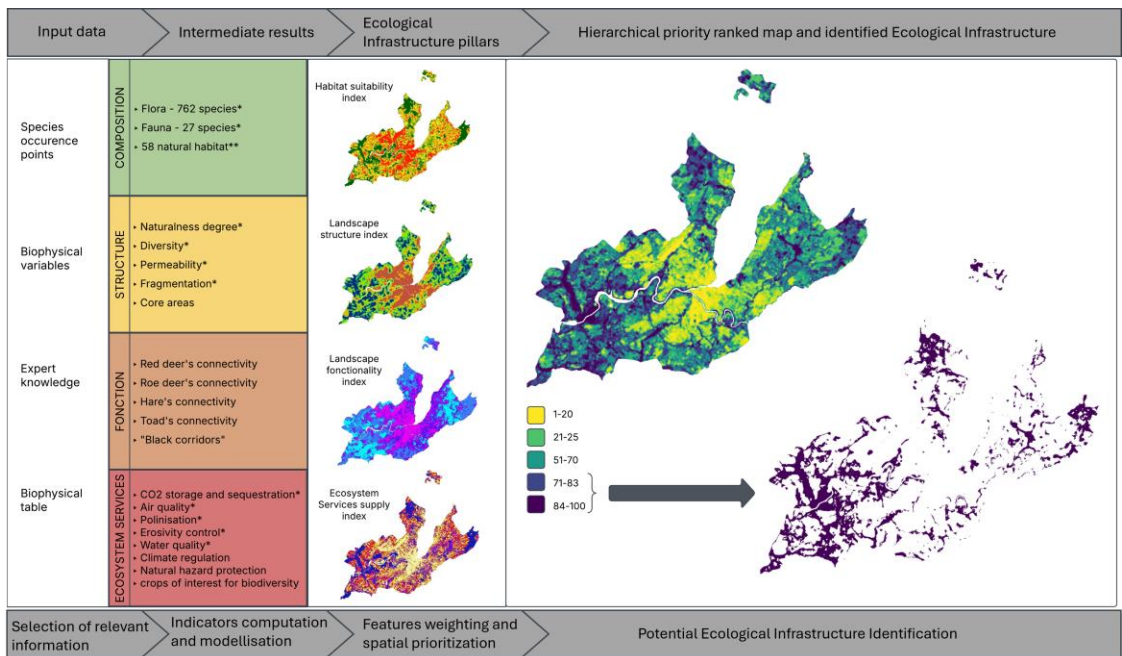 Input data
Intermediate results
Ecological
Infrastructure pillars
Hierarchical priority ranked map and identified Ecological Infrastructure
Species
occurence
points
COMPOSITION
▸ Flora - 762 species*
▸ Fauna - 27 species*
▸ 58 natural habitat**
Habitat suitability
index
Biophysical
variables
STRUCTURE
▸ Naturalness degree*
▸ Diversity*
▸ Permeability*
▸ Fragmentation*
▸ Core areas
Landscape
structure index
Expert
knowledge
FONCTION
▸ Red deer's connectivity
▸ Roe deer's connectivity
▸ Hare's connectivity
▸ Toad's connectivity
▸ "Black corridors"
Landscape
fonctionality
index
Biophysical
table
ECOSYSTEM SERVICES
▸ CO2 storage and sequestration*
▸ Air quality*
▸ Polinisation*
▸ Erosivity control*
▸ Water quality*
▸ Climate regulation
▸ Natural hazard protection
▸ crops of interest for biodiversity
Ecosystem
Services supply
index
1-20
21-25
51-70
71-83
84-100
Selection of relevant
information
Indicators computation
and modellisation
Features weighting and
spatial prioritization
Potential Ecological Infrastructure Identification